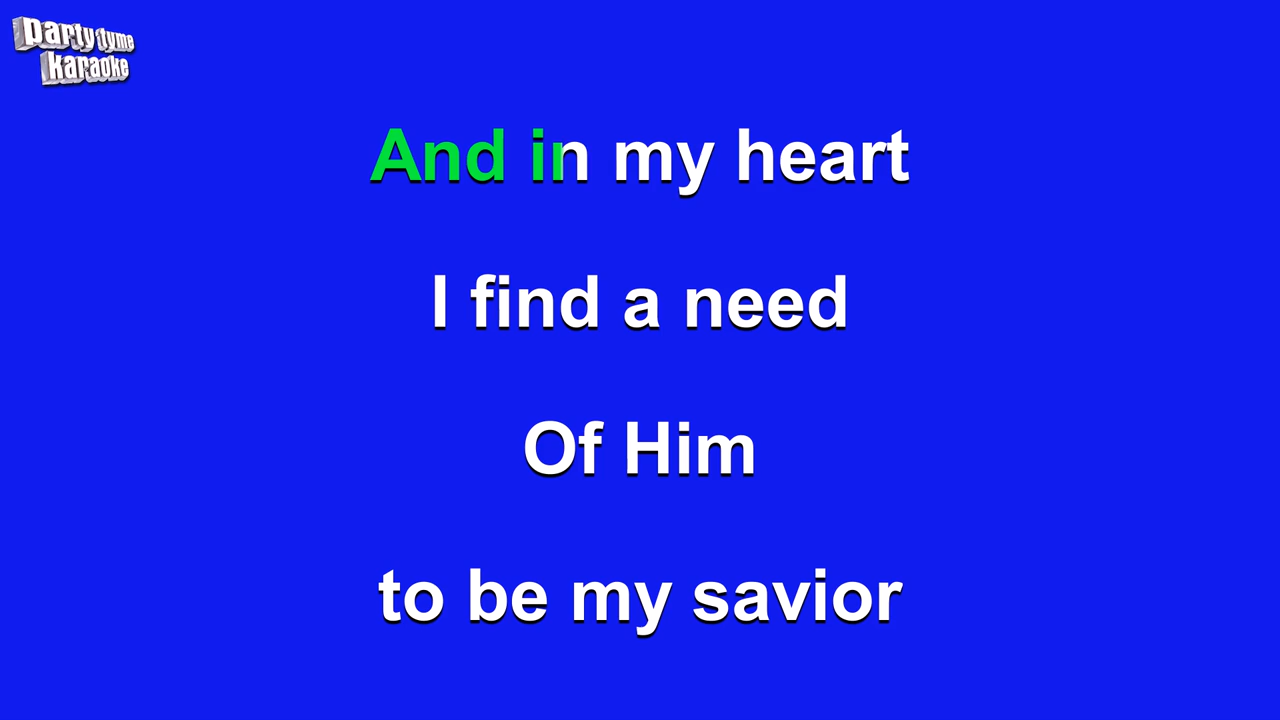 party tyme
karaoke
And in my heart
I find a need
Of Him
to be my savior